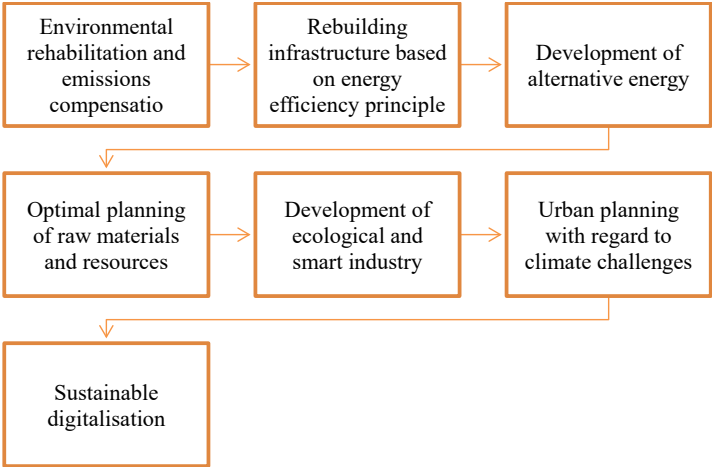 Environmental
rehabilitation and
emissions
compensatio
Rebuilding
infrastructure based
on energy
efficiency principle
Development of
alternative energy
Optimal planning
of raw materials
and resources
Development of
ecological and
smart industry
Urban planning
with regard to
climate challenges
Sustainable
digitalisation